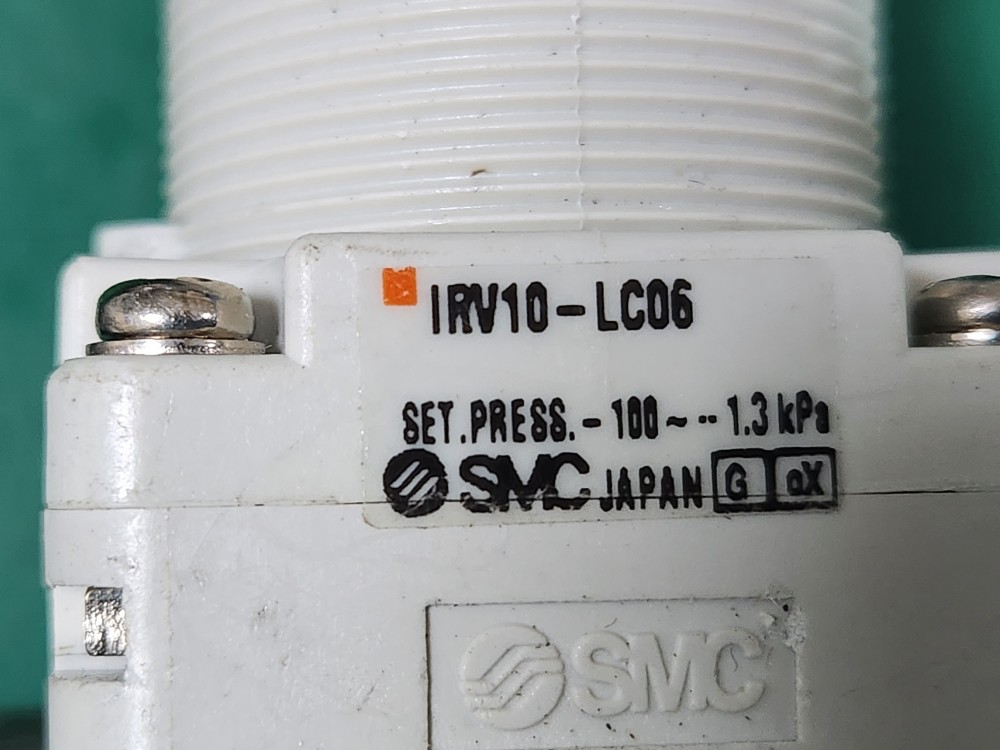 IRV10-LC06
SET.PRESS.-100~--1.3 kPa
SMC JAPAN G αX
SMC